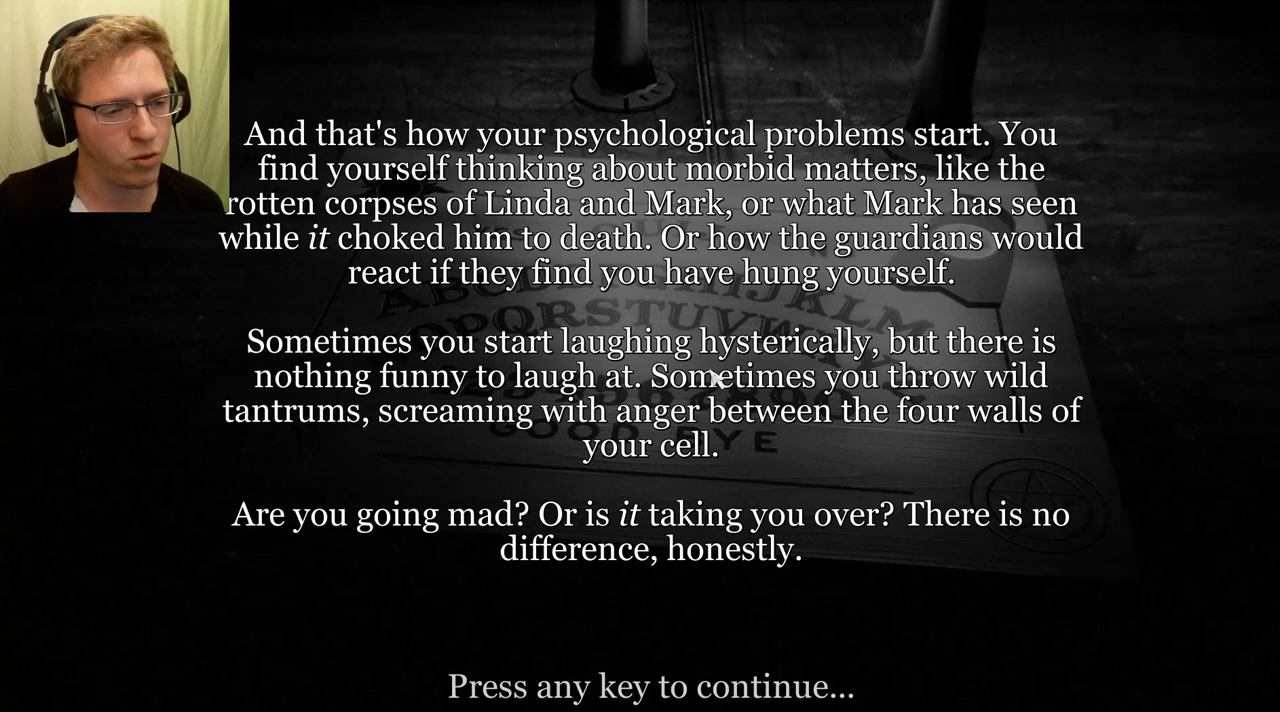 And that's how your psychological problems start. You
find yourself thinking about morbid matters, like the
rotten corpses of Linda and Mark, or what Mark has seen
while it choked him to death. Or how the guardians would
react if they find you have hung yourself.
Sometimes you start laughing hysterically, but there is
nothing funny to laugh at. Sometimes you throw wild
tantrums, screaming with anger between the four walls of
your cell.
Are you going mad? Or is it taking you over? There is no
difference, honestly.
Press any key to continue...